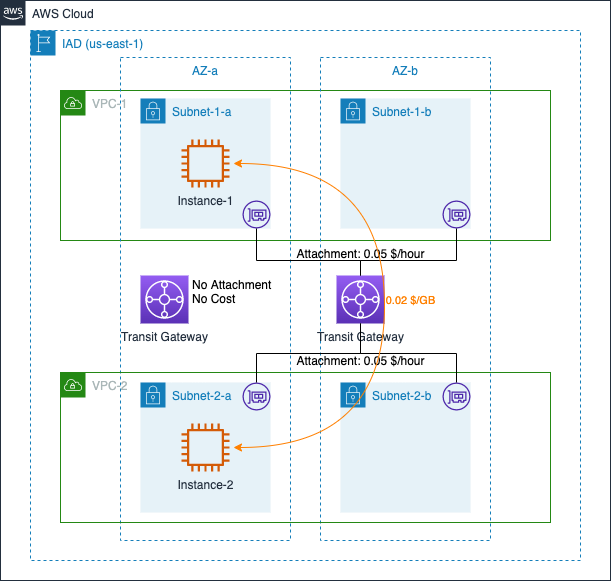 aws
AWS Cloud
IAD (us-east-1)
AZ-a
AZ-b
VPC-1
Subnet-1-a
Subnet-1-b
Instance-1
Attachment: 0.05 $/hour
No Attachment
No Cost
0.02 $/GB
Transit Gateway
Transit Gateway
Attachment: 0.05 $/hour
VPC-2
Subnet-2-a
Subnet-2-b
Instance-2